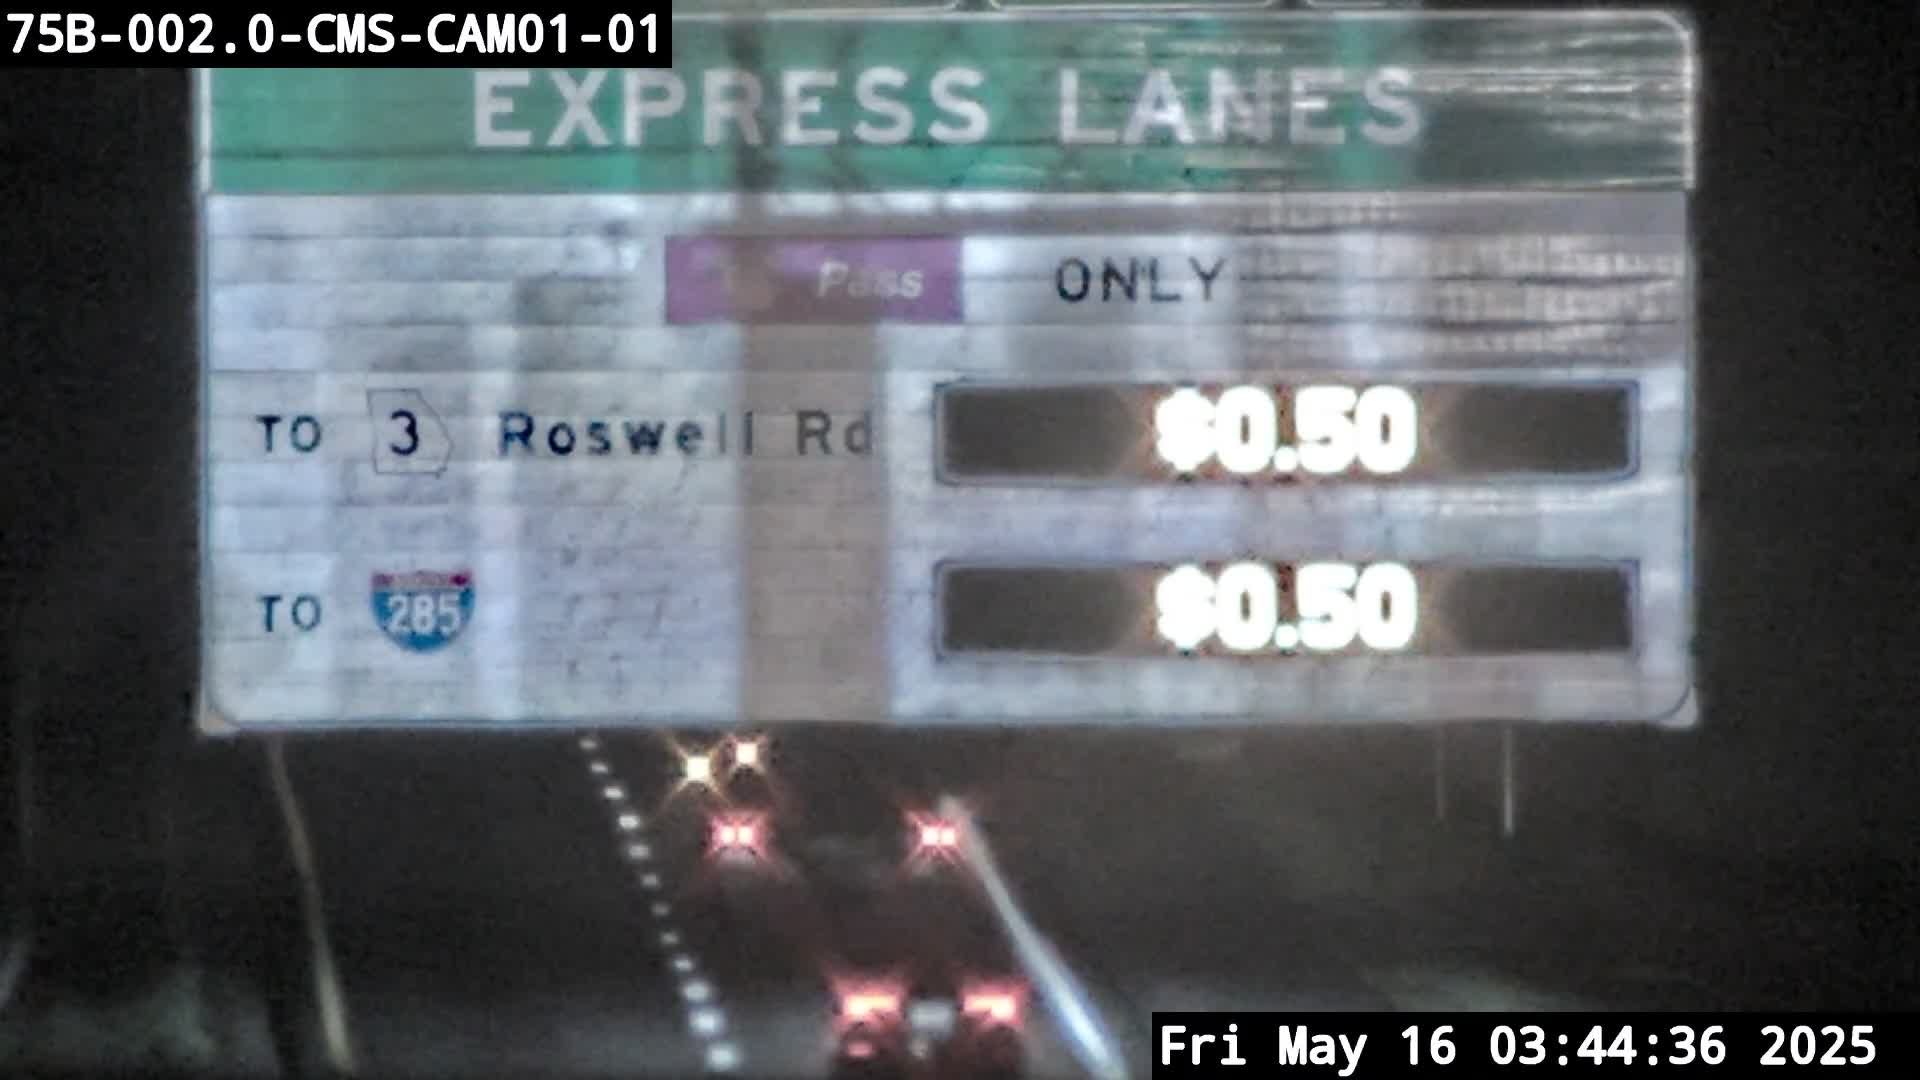 75B-002.0-CMS-CAM01-01
EXPRESS LANES
Pass ONLY
TO 3 Roswell Rd $0.50
TO 285 $0.50
Fri May 16 03:44:36 2025